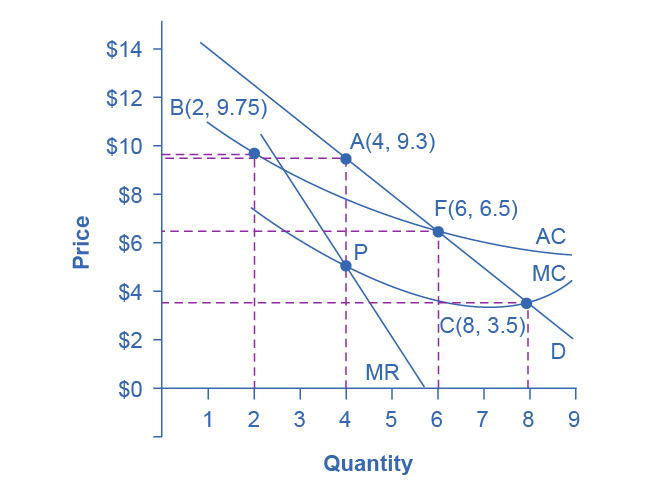 $14
$12
B(2, 9.75)
$10
A(4, 9.3)
$8
F(6, 6.5)
Price
$6
AC
P
MC
$4
C(8, 3.5)
$2
D
MR
$0
1 2 3 4 5 6 7 8 9
Quantity